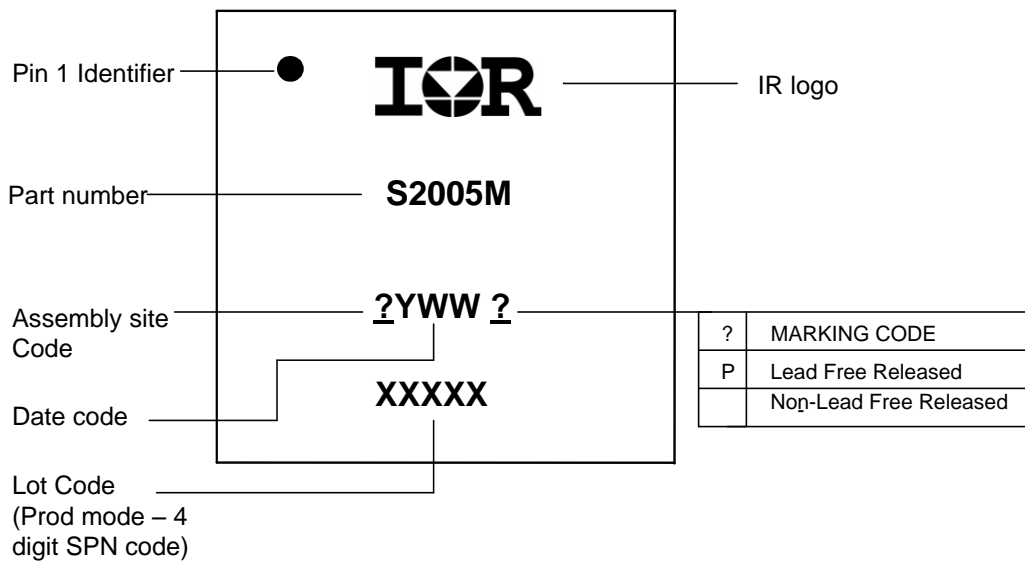 Pin 1 Identifier
IOR
IR logo
Part number
S2005M
Assembly site
Code
?YWW ?
? MARKING CODE
P Lead Free Released
Non-Lead Free Released
Date code
XXXXX
Lot Code
(Prod mode – 4
digit SPN code)